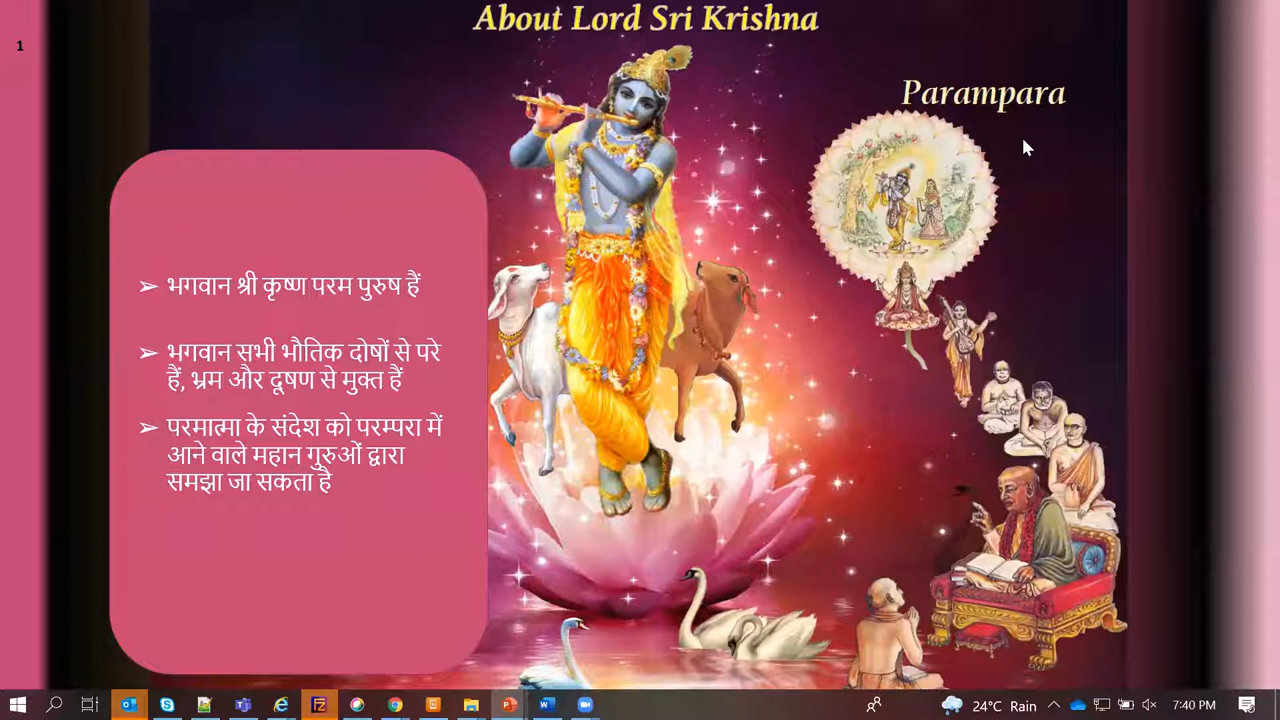 About Lord Sri Krishna
1
Parampara
➢ भगवान श्री कृष्ण परम पुरुष हैं
➢ भगवान सभी भौतिक दोषों से परे
हैं, भ्रम और दूषण से मुक्त हैं
➢ परमात्मा के संदेश को परम्परा में
आने वाले महान गुरुओं द्वारा
समझा जा सकता है
24°C Rain
7:40 PM